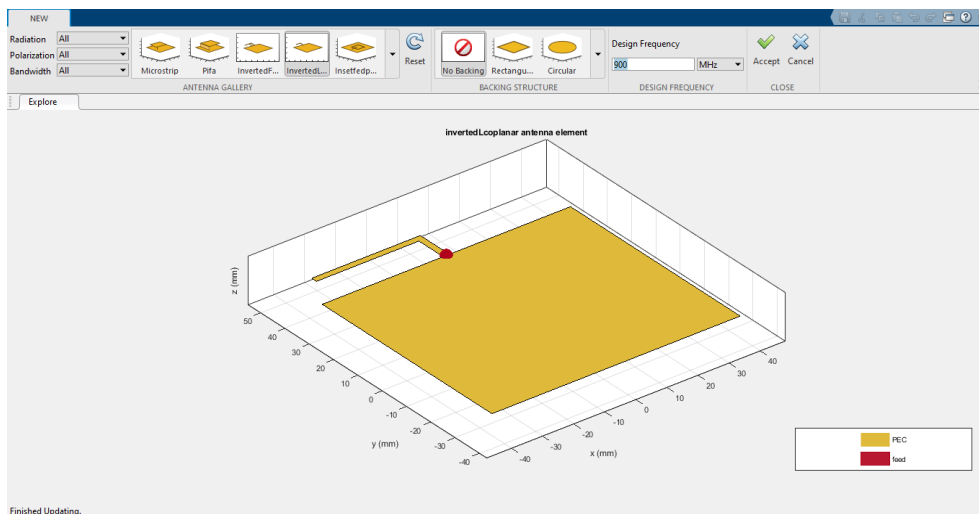 NEW
Radiation All
Polarization All
Bandwidth All
Microstrip Pifa InvertedF... InvertedL... Insetfedp...
Reset
No Backing Rectangu... Circular
Design Frequency
900 MHz
Accept Cancel
ANTENNA GALLERY BACKING STRUCTURE DESIGN FREQUENCY CLOSE
Explore
invertedLcoplanar antenna element
z (mm)
50
40
30
20
10
0
-10
-20
-30
-40
y (mm)
-40
-30
-20
-10
0
10
20
30
40
x (mm)
PEC
feed
Finished Updating.